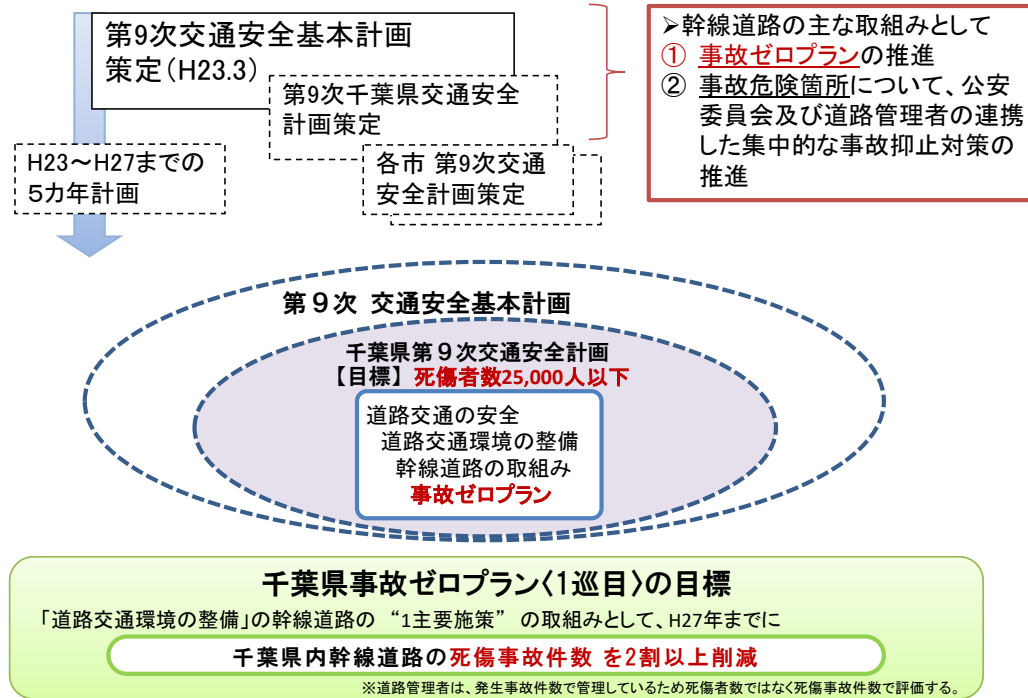 第9次交通安全基本計画
策定(H23.3)
第9次千葉県交通安全
計画策定
各市 第9次交通
安全計画策定
H23～H27までの
5カ年計画
➢幹線道路の主な取組みとして
① 事故ゼロプランの推進
② 事故危険箇所について、公安
委員会及び道路管理者の連携
した集中的な事故抑止対策の
推進
第９次 交通安全基本計画
千葉県第９次交通安全計画
【目標】 死傷者数25,000人以下
道路交通の安全
道路交通環境の整備
幹線道路の取組み
事故ゼロプラン
千葉県事故ゼロプラン〈1巡目〉の目標
「道路交通環境の整備」の幹線道路の “1主要施策” の取組みとして、H27年までに
千葉県内幹線道路の死傷事故件数 を2割以上削減
※道路管理者は、発生事故件数で管理しているため死傷者数ではなく死傷事故件数で評価する。